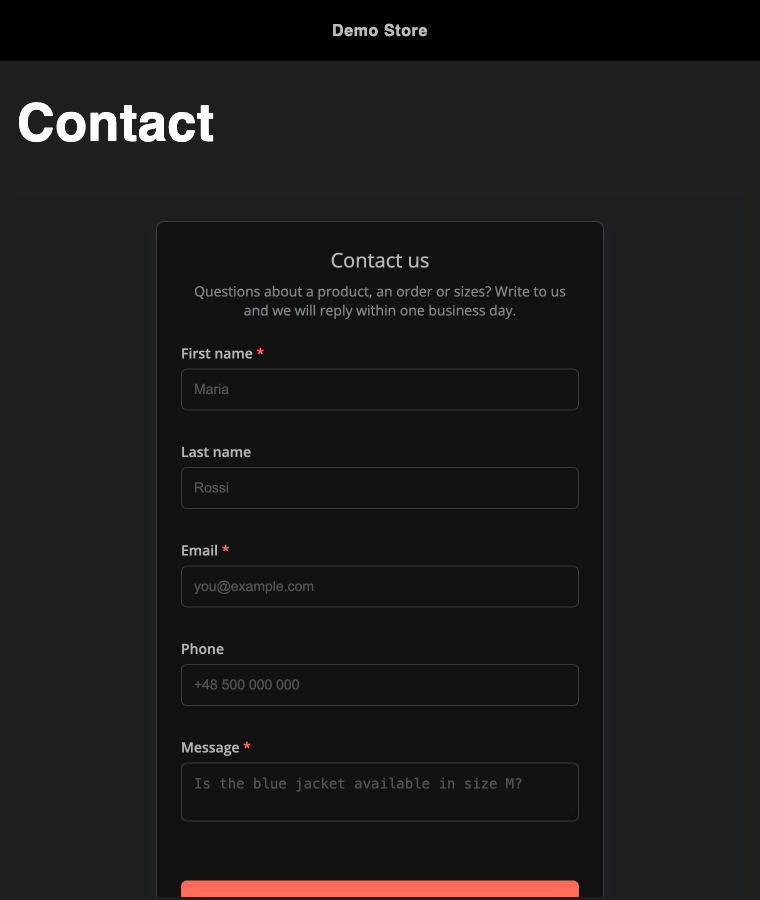 Demo Store
Contact
Contact us
Questions about a product, an order or sizes? Write to us
and we will reply within one business day.
First name *
Maria
Last name
Rossi
Email *
you@example.com
Phone
+48 500 000 000
Message *
Is the blue jacket available in size M?